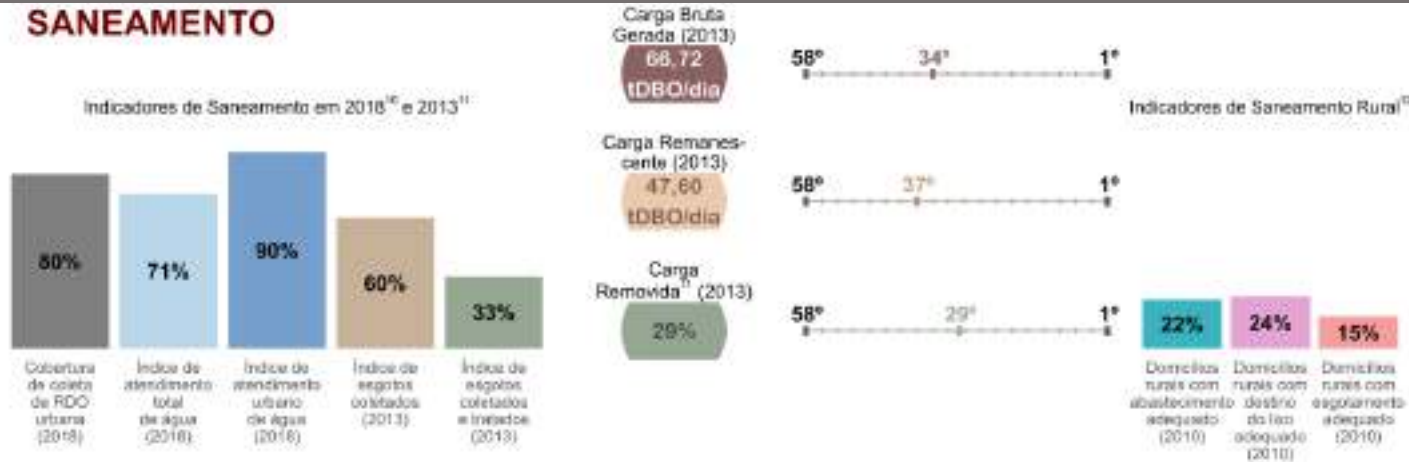 SANEAMENTO
Indicadores de Saneamento em 2018¹⁰ e 2013¹¹
80%
71%
90%
60%
33%
Cobertura
de coleta
de RDO
urbana
(2018)
Índice de
atendimento
total
de água
(2018)
Índice de
atendimento
urbano
de água
(2018)
Índice de
esgotos
coletados
(2013)
Índice de
esgotos
coletados
e tratados
(2013)
Carga Bruta
Gerada (2013)
66,72
tDBO/dia
58º
34º
1º
Carga Remanes-
cente (2013)
47,60
tDBO/dia
58º
37º
1º
Carga
Removida¹¹ (2013)
29%
58º
29º
1º
Indicadores de Saneamento Rural
22%
24%
15%
Domicílios
rurais com
abastecimento
adequado
(2010)
Domicílios
rurais com
destino
do lixo
adequado
(2010)
Domicílios
rurais com
esgotamento
adequado
(2010)